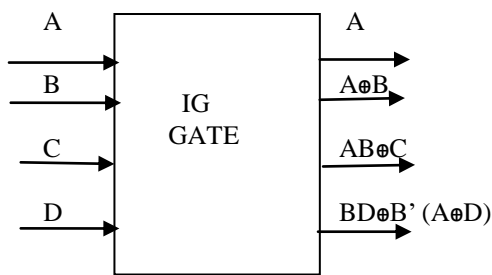 A A
B A⊕B
IG
GATE
C AB⊕C
D BD⊕B’ (A⊕D)